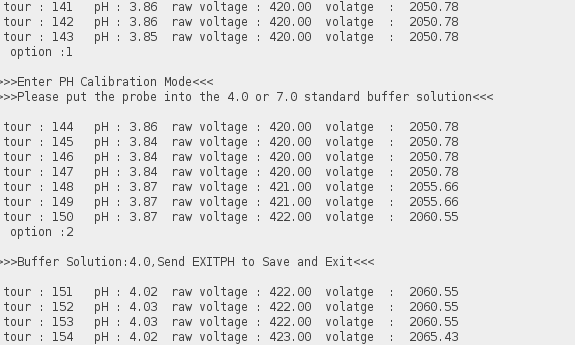 tour : 141 pH : 3.86 raw voltage : 420.00 volatge : 2050.78
tour : 142 pH : 3.86 raw voltage : 420.00 volatge : 2050.78
tour : 143 pH : 3.85 raw voltage : 420.00 volatge : 2050.78
option :1
>>>Enter PH Calibration Mode<<<
>>>Please put the probe into the 4.0 or 7.0 standard buffer solution<<<
tour : 144 pH : 3.86 raw voltage : 420.00 volatge : 2050.78
tour : 145 pH : 3.84 raw voltage : 420.00 volatge : 2050.78
tour : 146 pH : 3.84 raw voltage : 420.00 volatge : 2050.78
tour : 147 pH : 3.84 raw voltage : 420.00 volatge : 2050.78
tour : 148 pH : 3.87 raw voltage : 421.00 volatge : 2055.66
tour : 149 pH : 3.87 raw voltage : 421.00 volatge : 2055.66
tour : 150 pH : 3.87 raw voltage : 422.00 volatge : 2060.55
option :2
>>>Buffer Solution:4.0,Send EXITPH to Save and Exit<<<
tour : 151 pH : 4.02 raw voltage : 422.00 volatge : 2060.55
tour : 152 pH : 4.03 raw voltage : 422.00 volatge : 2060.55
tour : 153 pH : 4.03 raw voltage : 422.00 volatge : 2060.55
tour : 154 pH : 4.02 raw voltage : 423.00 volatge : 2065.43